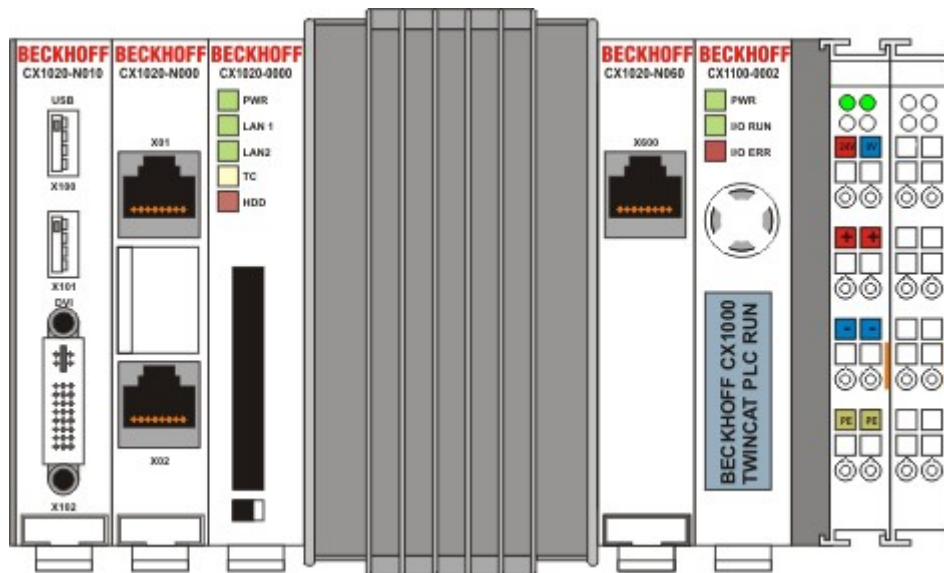 BECKHOFF
CX1020-N010
USB
X100
X101
DVI
X102
BECKHOFF
CX1020-N000
X01
X02
BECKHOFF
CX1020-0000
PWR
LAN 1
LAN2
TC
HDD
BECKHOFF
CX1020-N060
X600
BECKHOFF
CX1100-0002
PWR
I/O RUN
I/O ERR
BECKHOFF CX1000
TWINCAT PLC RUN
24V 0V
+ +
- -
PE PE